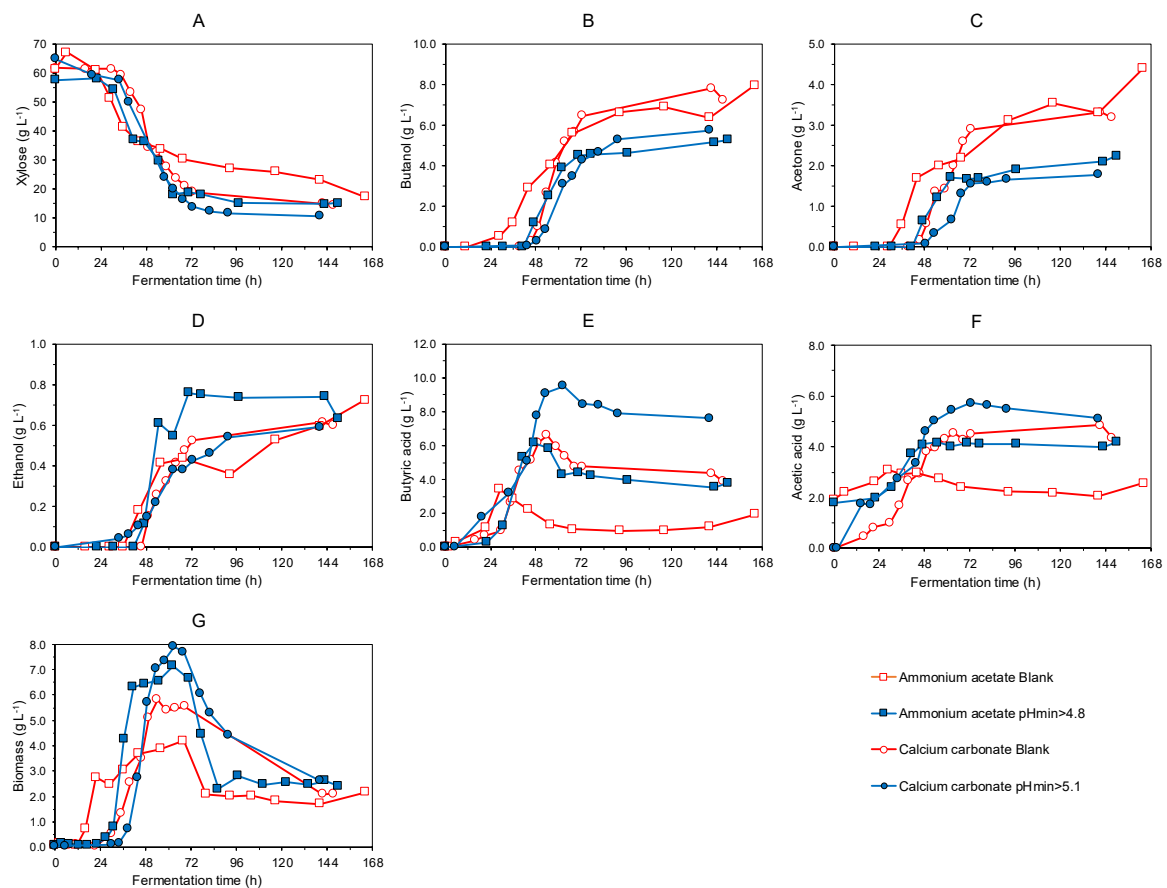 A
B
C
Xylose (g L⁻¹)
70
60
50
40
30
20
10
0
0 24 48 72 96 120 144 168
Fermentation time (h)
Butanol (g L⁻¹)
10.0
8.0
6.0
4.0
2.0
0.0
0 24 48 72 96 120 144 168
Fermentation time (h)
Acetone (g L⁻¹)
5.0
4.0
3.0
2.0
1.0
0.0
0 24 48 72 96 120 144 168
Fermentation time (h)
D
E
F
Ethanol (g L⁻¹)
1.0
0.8
0.6
0.4
0.2
0.0
0 24 48 72 96 120 144 168
Fermentation time (h)
Butyric acid (g L⁻¹)
12.0
10.0
8.0
6.0
4.0
2.0
0.0
0 24 48 72 96 120 144 168
Fermentation time (h)
Acetic acid (g L⁻¹)
8.0
6.0
4.0
2.0
0.0
0 24 48 72 96 120 144 168
Fermentation time (h)
G
Biomass (g L⁻¹)
8.0
7.0
6.0
5.0
4.0
3.0
2.0
1.0
0.0
0 24 48 72 96 120 144 168
Fermentation time (h)
Ammonium acetate Blank
Ammonium acetate pHmin>4.8
Calcium carbonate Blank
Calcium carbonate pHmin>5.1